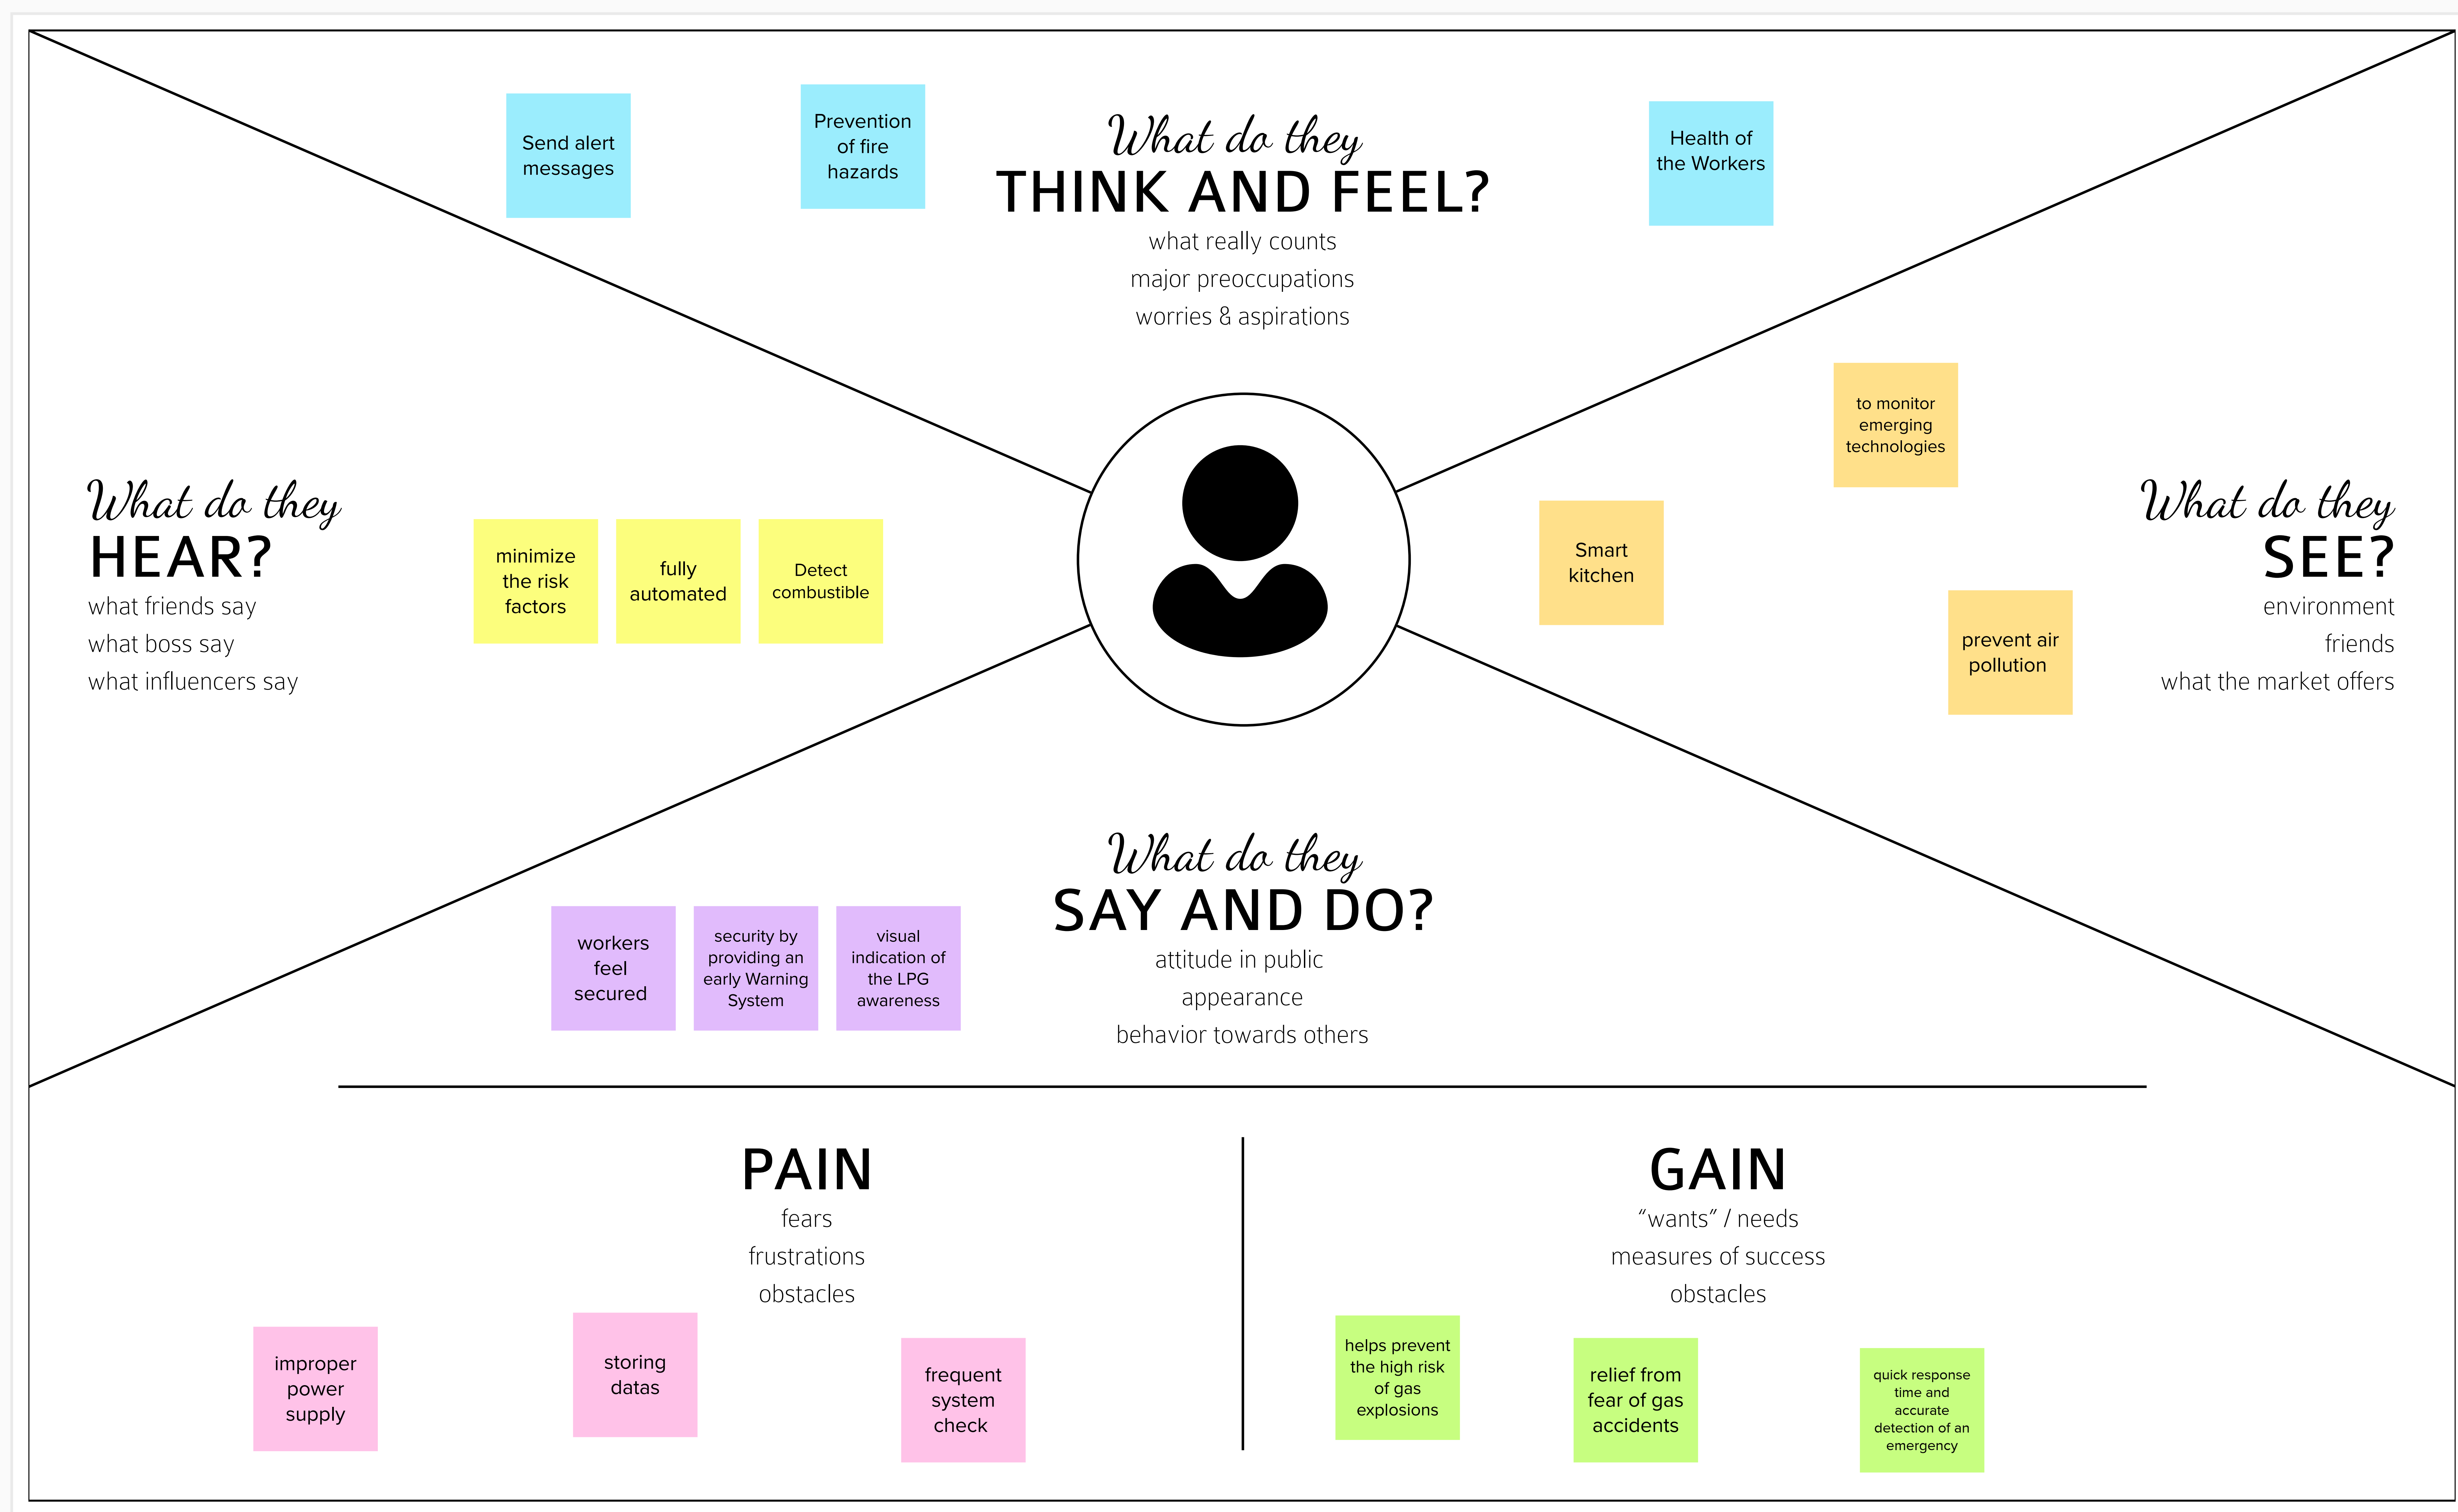 Send alert
messages
Prevention
of fire
hazards
What do they
THINK AND FEEL?
what really counts
major preoccupations
worries & aspirations
Health of
the Workers
What do they
HEAR?
what friends say
what boss say
what influencers say
minimize
the risk
factors
fully
automated
Detect
combustible
to monitor
emerging
technologies
Smart
kitchen
prevent air
pollution
What do they
SEE?
environment
friends
what the market offers
What do they
SAY AND DO?
attitude in public
appearance
behavior towards others
workers
feel
secured
security by
providing an
early Warning
System
visual
indication of
the LPG
awareness
PAIN
fears
frustrations
obstacles
improper
power
supply
storing
datas
frequent
system
check
GAIN
“wants” / needs
measures of success
obstacles
helps prevent
the high risk
of gas
explosions
relief from
fear of gas
accidents
quick response
time and
accurate
detection of an
emergency